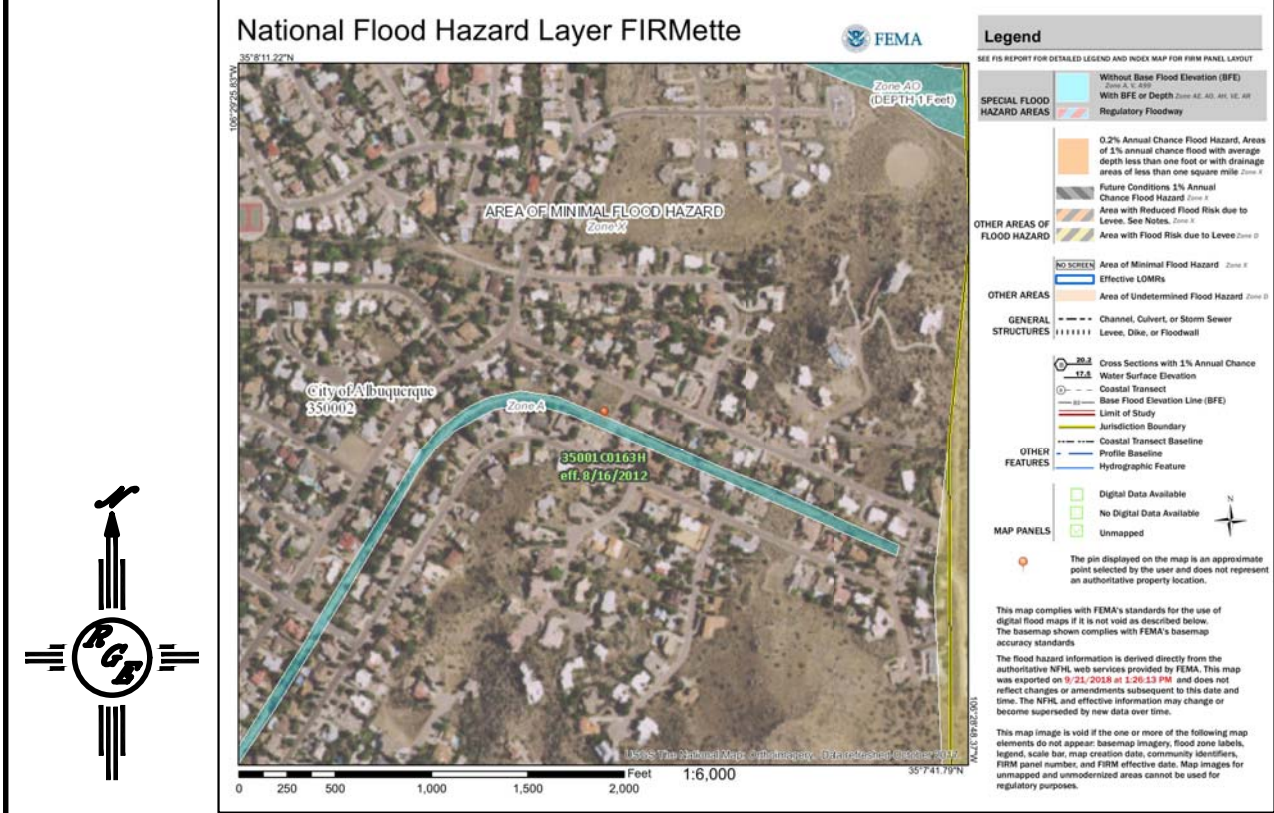 National Flood Hazard Layer FIRMette
FEMA
35°8'11.22"N
106°29'25.83"W
Zone AO
(DEPTH 1 Feet)
AREA OF MINIMAL FLOOD HAZARD
Zone X
City of Albuquerque
350002
Zone A
35001C0163H
eff. 8/16/2012
USGS The National Map: Orthoimagery. Data refreshed October 2017.
106°28'48.37"W
35°7'41.79"N
Feet
1:6,000
0 250 500 1,000 1,500 2,000
N
RGE
Legend
SEE FIS REPORT FOR DETAILED LEGEND AND INDEX MAP FOR FIRM PANEL LAYOUT
SPECIAL FLOOD
HAZARD AREAS
Without Base Flood Elevation (BFE)
Zone A, V, A99
With BFE or Depth Zone AE, AO, AH, VE, AR
Regulatory Floodway
OTHER AREAS OF
FLOOD HAZARD
0.2% Annual Chance Flood Hazard, Areas
of 1% annual chance flood with average
depth less than one foot or with drainage
areas of less than one square mile Zone X
Future Conditions 1% Annual
Chance Flood Hazard Zone X
Area with Reduced Flood Risk due to
Levee. See Notes. Zone X
Area with Flood Risk due to Levee Zone D
OTHER AREAS
NO SCREEN Area of Minimal Flood Hazard Zone X
Effective LOMRs
Area of Undetermined Flood Hazard Zone D
GENERAL
STRUCTURES
Channel, Culvert, or Storm Sewer
Levee, Dike, or Floodwall
OTHER
FEATURES
20.2 Cross Sections with 1% Annual Chance
17.5 Water Surface Elevation
Coastal Transect
Base Flood Elevation Line (BFE)
Limit of Study
Jurisdiction Boundary
Coastal Transect Baseline
Profile Baseline
Hydrographic Feature
MAP PANELS
Digital Data Available
No Digital Data Available
Unmapped
N
The pin displayed on the map is an approximate
point selected by the user and does not represent
an authoritative property location.
This map complies with FEMA's standards for the use of
digital flood maps if it is not void as described below.
The basemap shown complies with FEMA's basemap
accuracy standards
The flood hazard information is derived directly from the
authoritative NFHL web services provided by FEMA. This map
was exported on 9/21/2018 at 1:26:13 PM and does not
reflect changes or amendments subsequent to this date and
time. The NFHL and effective information may change or
become superseded by new data over time.
This map image is void if the one or more of the following map
elements do not appear: basemap imagery, flood zone labels,
legend, scale bar, map creation date, community identifiers,
FIRM panel number, and FIRM effective date. Map images for
unmapped and unmodernized areas cannot be used for
regulatory purposes.